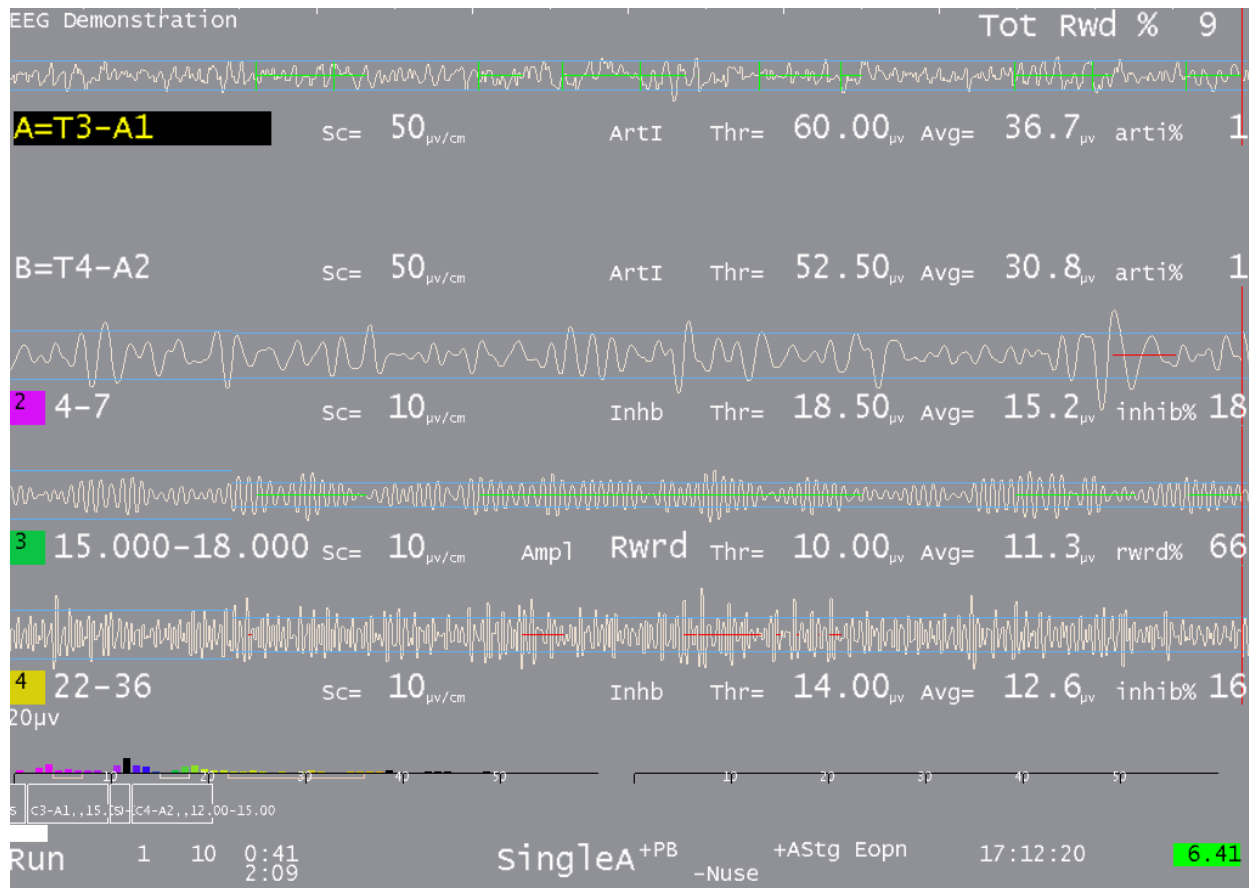 EEG Demonstration Tot Rwd % 9
A=T3-A1 Sc= 50µv/cm ArtI Thr= 60.00µv Avg= 36.7µv arti% 1
B=T4-A2 Sc= 50µv/cm ArtI Thr= 52.50µv Avg= 30.8µv arti% 1
2 4-7 Sc= 10µv/cm Inhb Thr= 18.50µv Avg= 15.2µv inhib% 18
3 15.000-18.000 Sc= 10µv/cm Ampl Rwrd Thr= 10.00µv Avg= 11.3µv rwrd% 66
4 22-36 Sc= 10µv/cm Inhb Thr= 14.00µv Avg= 12.6µv inhib% 16
20µv
10 20 30 40 50 10 20 30 40 50
S C3-A1,,15. S)- C4-A2,,12.00-15.00
Run 1 10 0:41 SingleA +PB +AStg Eopn 17:12:20 6.41
2:09 -Nuse